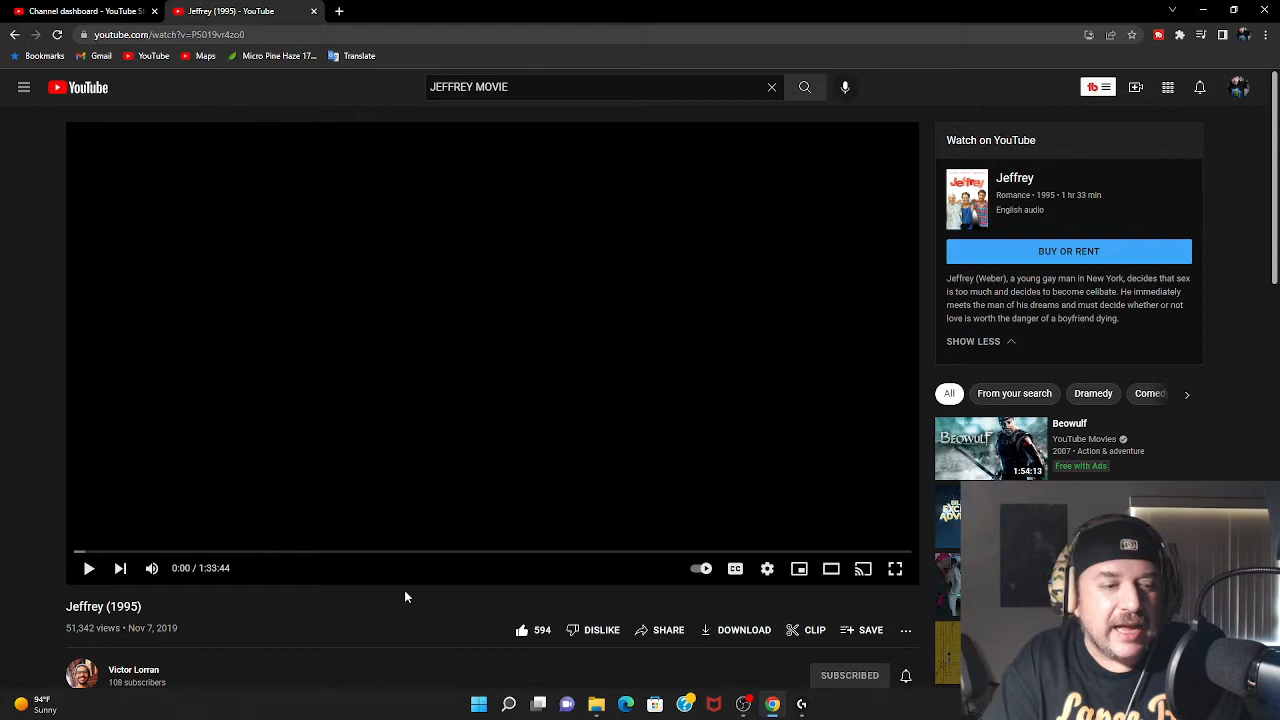 Channel dashboard - YouTube St
Jeffrey (1995) - YouTube
youtube.com/watch?v=P5019vr4zo0
Bookmarks
Gmail
YouTube
Maps
Micro Pine Haze 17...
Translate
YouTube
JEFFREY MOVIE
Watch on YouTube
Jeffrey
Jeffrey
Romance • 1995 • 1 hr 33 min
English audio
BUY OR RENT
Jeffrey (Weber), a young gay man in New York, decides that sex
is too much and decides to become celibate. He immediately
meets the man of his dreams and must decide whether or not
love is worth the danger of a boyfriend dying.
SHOW LESS
All
From your search
Dramedy
Comed
BEOWULF
1:54:13
Beowulf
YouTube Movies
2007 • Action & adventure
Free with Ads
0:00 / 1:33:44
CC
Jeffrey (1995)
51,342 views • Nov 7, 2019
594
DISLIKE
SHARE
DOWNLOAD
CLIP
SAVE
Victor Lorran
108 subscribers
SUBSCRIBED
94°F
Sunny